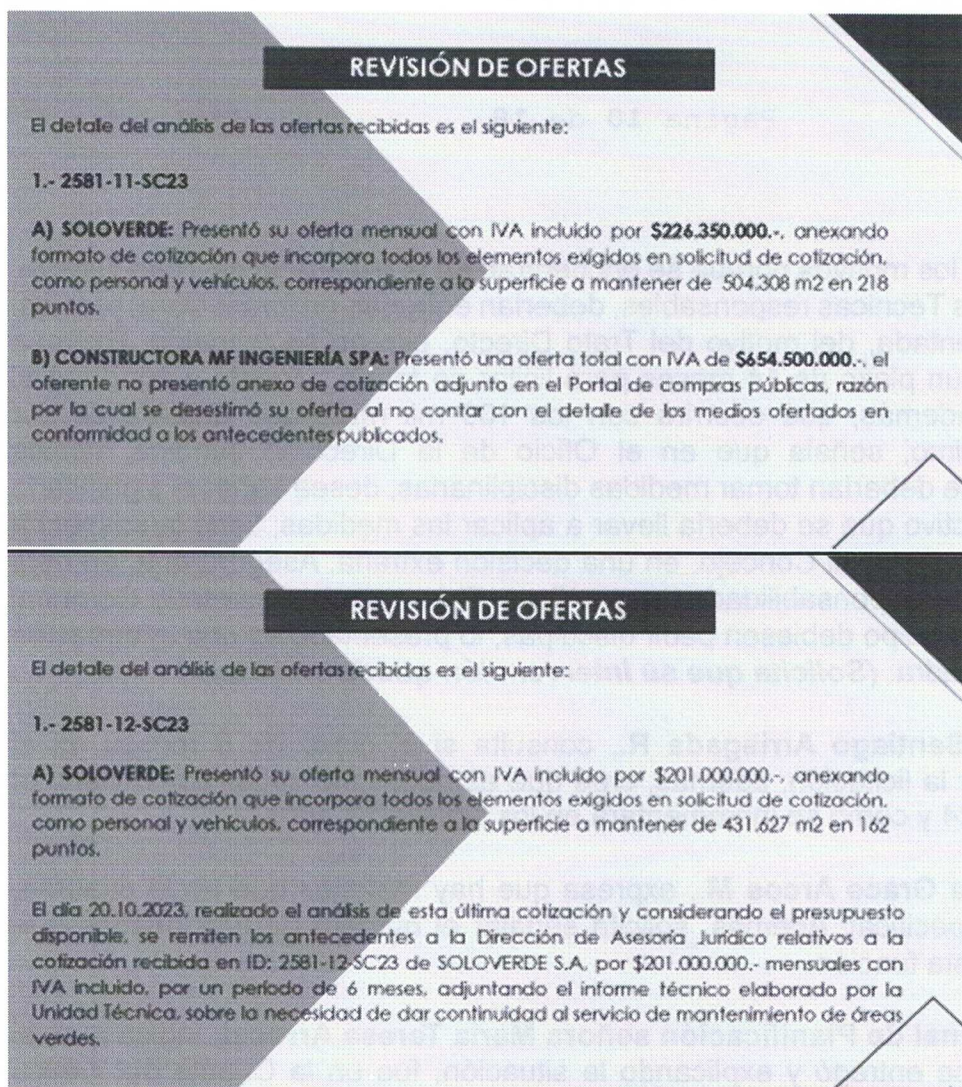 REVISIÓN DE OFERTAS
El detalle del análisis de las ofertas recibidas es el siguiente:
1.- 2581-11-SC23
A) SOLOVERDE: Presentó su oferta mensual con IVA incluido por $226.350.000.-, anexando
formato de cotización que incorpora todos los elementos exigidos en solicitud de cotización,
como personal y vehículos, correspondiente a la superficie a mantener de 504.308 m2 en 218
puntos.
B) CONSTRUCTORA MF INGENIERÍA SPA: Presentó una oferta total con IVA de $654.500.000.-, el
oferente no presentó anexo de cotización adjunto en el Portal de compras públicas, razón
por la cual se desestimó su oferta, al no contar con el detalle de los medios ofertados en
conformidad a los antecedentes publicados.
REVISIÓN DE OFERTAS
El detalle del análisis de las ofertas recibidas es el siguiente:
1.- 2581-12-SC23
A) SOLOVERDE: Presentó su oferta mensual con IVA incluido por $201.000.000.-, anexando
formato de cotización que incorpora todos los elementos exigidos en solicitud de cotización,
como personal y vehículos, correspondiente a la superficie a mantener de 431.627 m2 en 162
puntos.
El día 20.10.2023, realizado el análisis de esta última cotización y considerando el presupuesto
disponible, se remiten los antecedentes a la Dirección de Asesoría Jurídico relativos a la
cotización recibida en ID: 2581-12-SC23 de SOLOVERDE S.A, por $201.000.000.- mensuales con
IVA incluido, por un período de 6 meses, adjuntando el informe técnico elaborado por la
Unidad Técnica, sobre la necesidad de dar continuidad al servicio de mantenimiento de áreas
verdes.